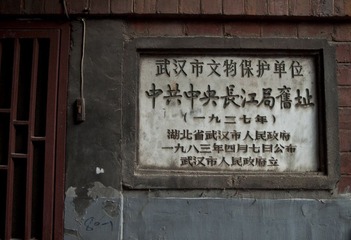 武汉市文物保护单位
中共中央長江局舊址
(一九二七年)
湖北省武汉市人民政府
一九八三年四月七日公布
武汉市人民政府立